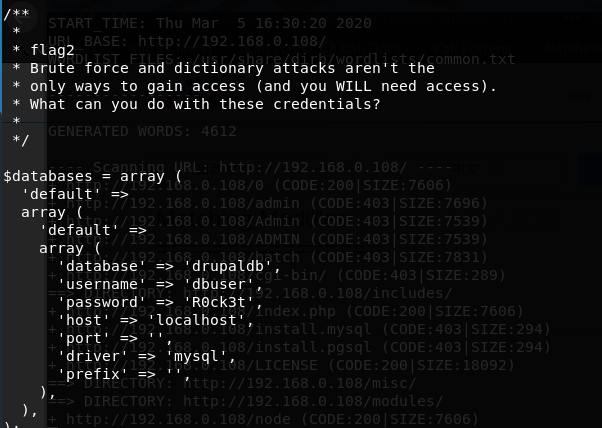 /**
 *
 * flag2
 * Brute force and dictionary attacks aren't the
 * only ways to gain access (and you WILL need access).
 * What can you do with these credentials?
 *
 */
$databases = array (
  'default' =>
  array (
    'default' =>
    array (
      'database' => 'drupaldb',
      'username' => 'dbuser',
      'password' => 'R0ck3t',
      'host' => 'localhost',
      'port' => '',
      'driver' => 'mysql',
      'prefix' => '',
    ),
  ),
);
START_TIME: Thu Mar  5 16:30:20 2020
URL_BASE: http://192.168.0.108/
WORDLIST_FILES: /usr/share/dirb/wordlists/common.txt
GENERATED WORDS: 4612
---- Scanning URL: http://192.168.0.108/ ----
+ http://192.168.0.108/0 (CODE:200|SIZE:7606)
+ http://192.168.0.108/admin (CODE:403|SIZE:7696)
+ http://192.168.0.108/Admin (CODE:403|SIZE:7539)
+ http://192.168.0.108/ADMIN (CODE:403|SIZE:7539)
+ http://192.168.0.108/batch (CODE:403|SIZE:7831)
+ http://192.168.0.108/cgi-bin/ (CODE:403|SIZE:289)
==> DIRECTORY: http://192.168.0.108/includes/
+ http://192.168.0.108/index.php (CODE:200|SIZE:7606)
+ http://192.168.0.108/install.mysql (CODE:403|SIZE:294)
+ http://192.168.0.108/install.pgsql (CODE:403|SIZE:294)
+ http://192.168.0.108/LICENSE (CODE:200|SIZE:18092)
==> DIRECTORY: http://192.168.0.108/misc/
==> DIRECTORY: http://192.168.0.108/modules/
+ http://192.168.0.108/node (CODE:200|SIZE:7606)